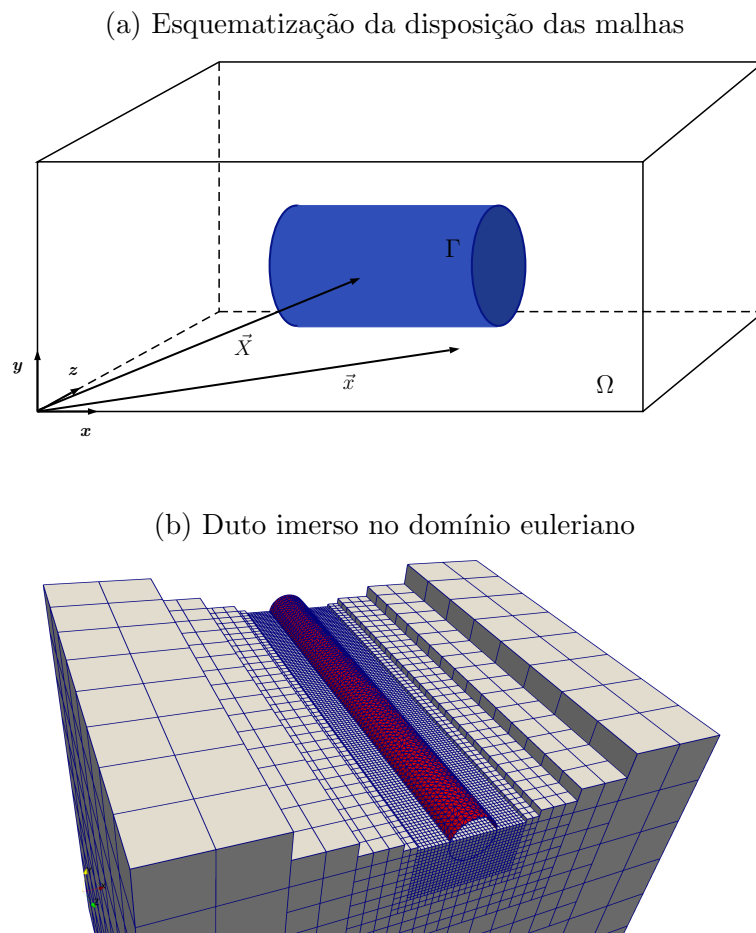 (a) Esquematização da disposição das malhas
Γ
X⃗
y
z
x⃗
Ω
x
(b) Duto imerso no domínio euleriano